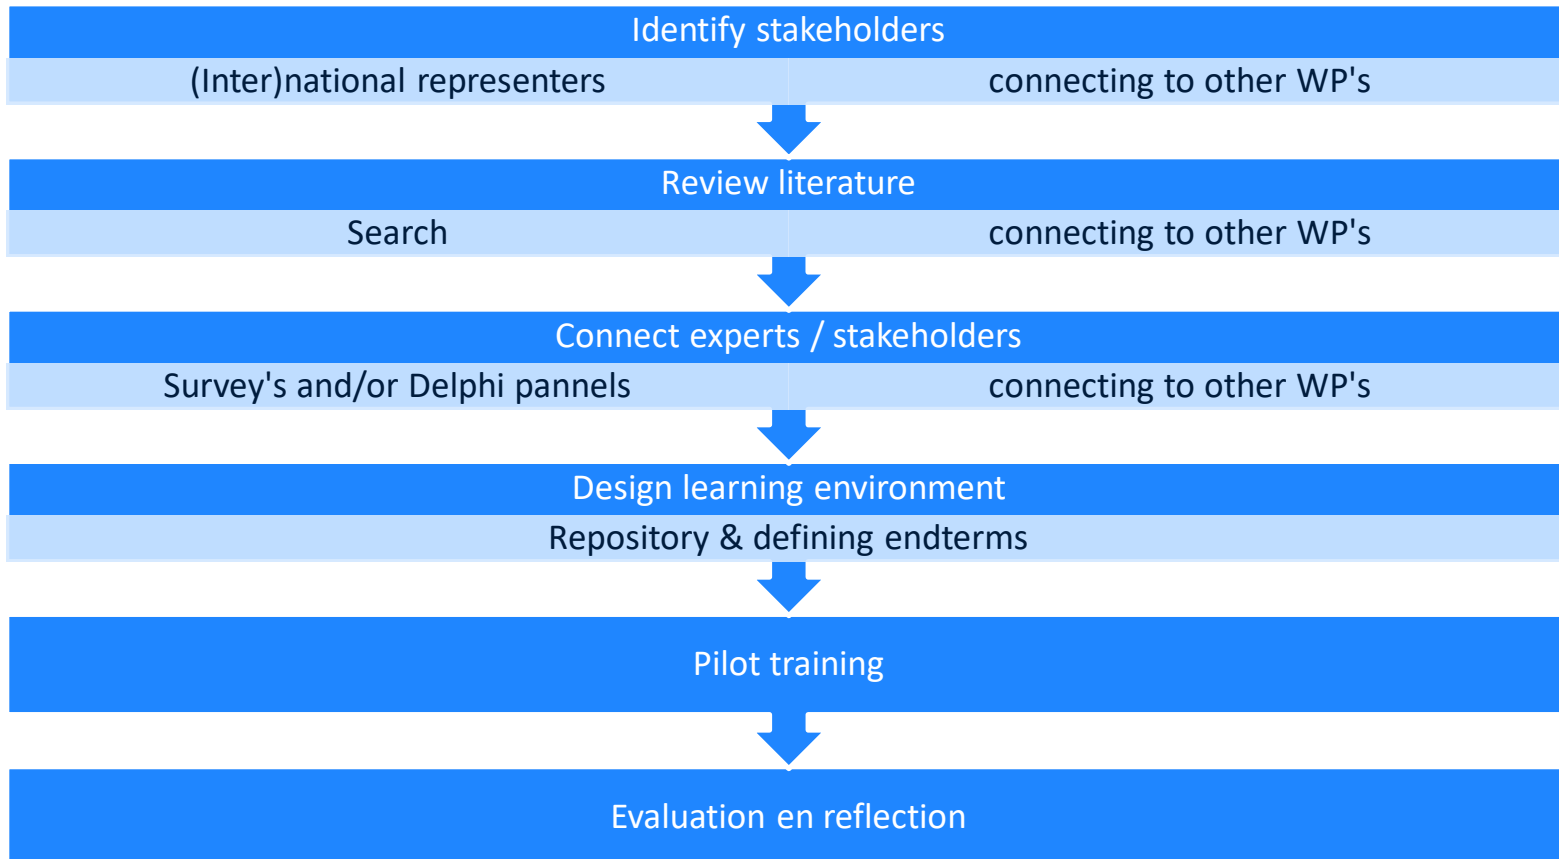 Identify stakeholders
(Inter)national representers
connecting to other WP's
Review literature
Search
connecting to other WP's
Connect experts / stakeholders
Survey's and/or Delphi pannels
connecting to other WP's
Design learning environment
Repository & defining endterms
Pilot training
Evaluation en reflection